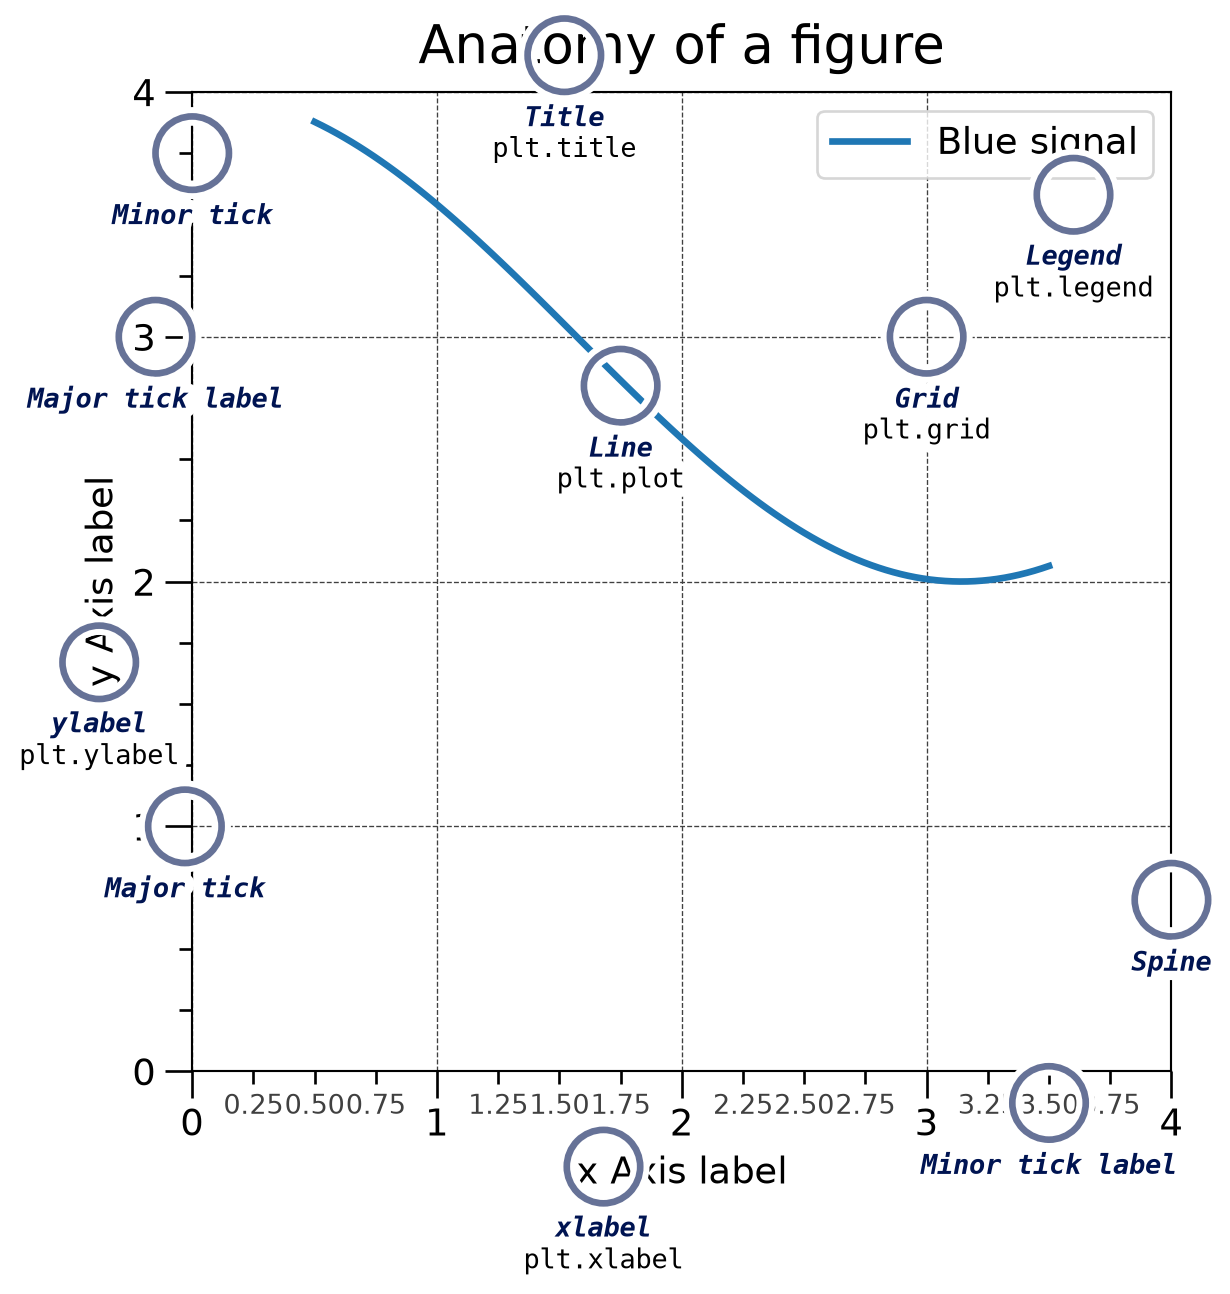 Anatomy of a figure
Title
plt.title
Blue signal
Legend
plt.legend
4
Minor tick
3
Major tick label
Grid
plt.grid
Line
plt.plot
y Axis label
2
ylabel
plt.ylabel
Major tick
Spine
0
0.25 0.50 0.75 1.25 1.50 1.75 2.25 2.50 2.75 3.50
0 1 2 3 4
Minor tick label
x Axis label
xlabel
plt.xlabel